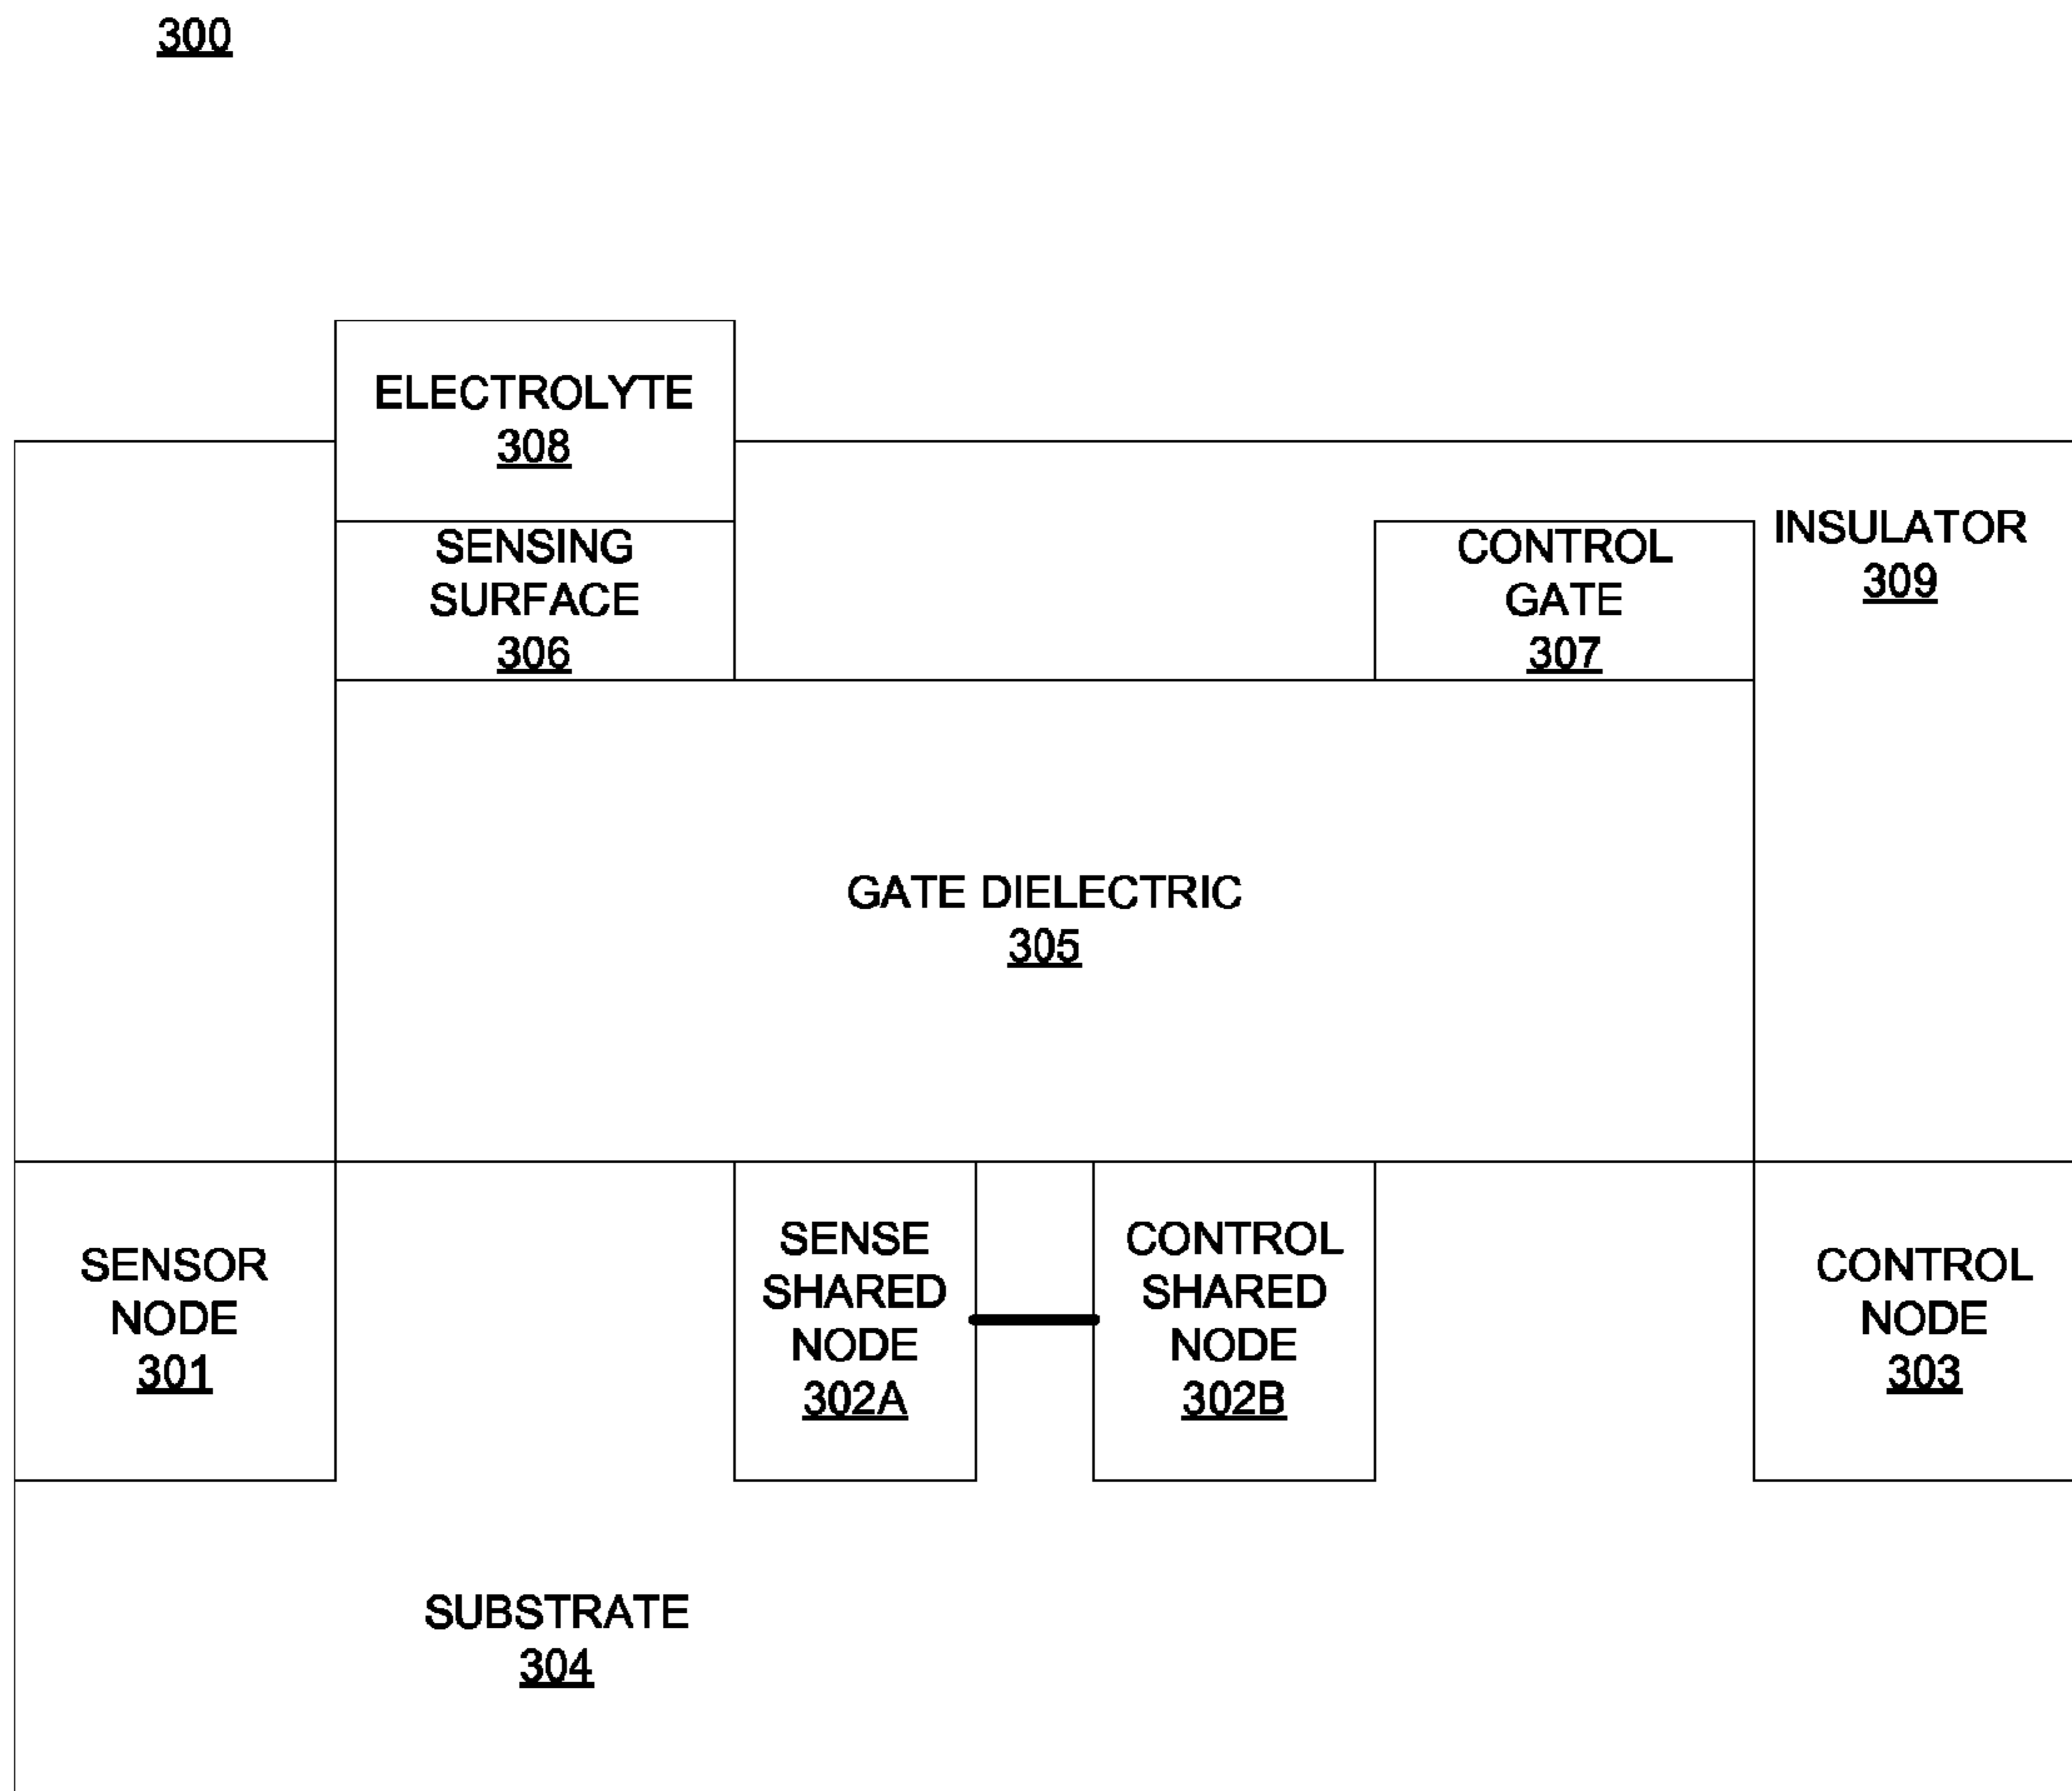 300
ELECTROLYTE
308
SENSING
SURFACE
306
CONTROL
GATE
307
INSULATOR
309
GATE DIELECTRIC
305
SENSOR
NODE
301
SENSE
SHARED
NODE
302A
CONTROL
SHARED
NODE
302B
CONTROL
NODE
303
SUBSTRATE
304